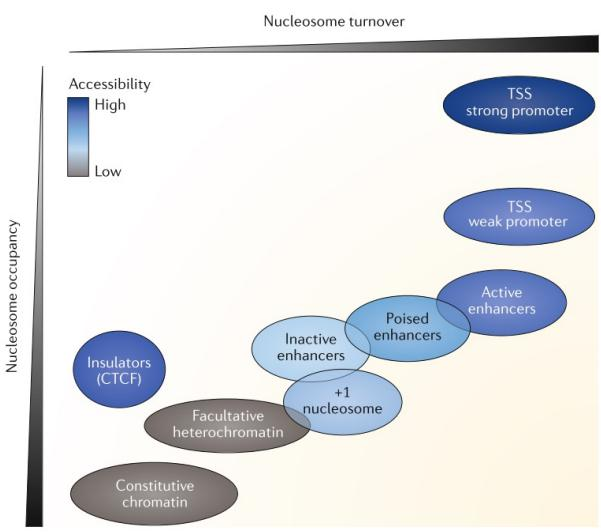 Nucleosome turnover
Accessibility
High
Low
TSS
strong promoter
TSS
weak promoter
Nucleosome occupancy
Active
enhancers
Poised
enhancers
Inactive
enhancers
Insulators
(CTCF)
+1
nucleosome
Facultative
heterochromatin
Constitutive
chromatin